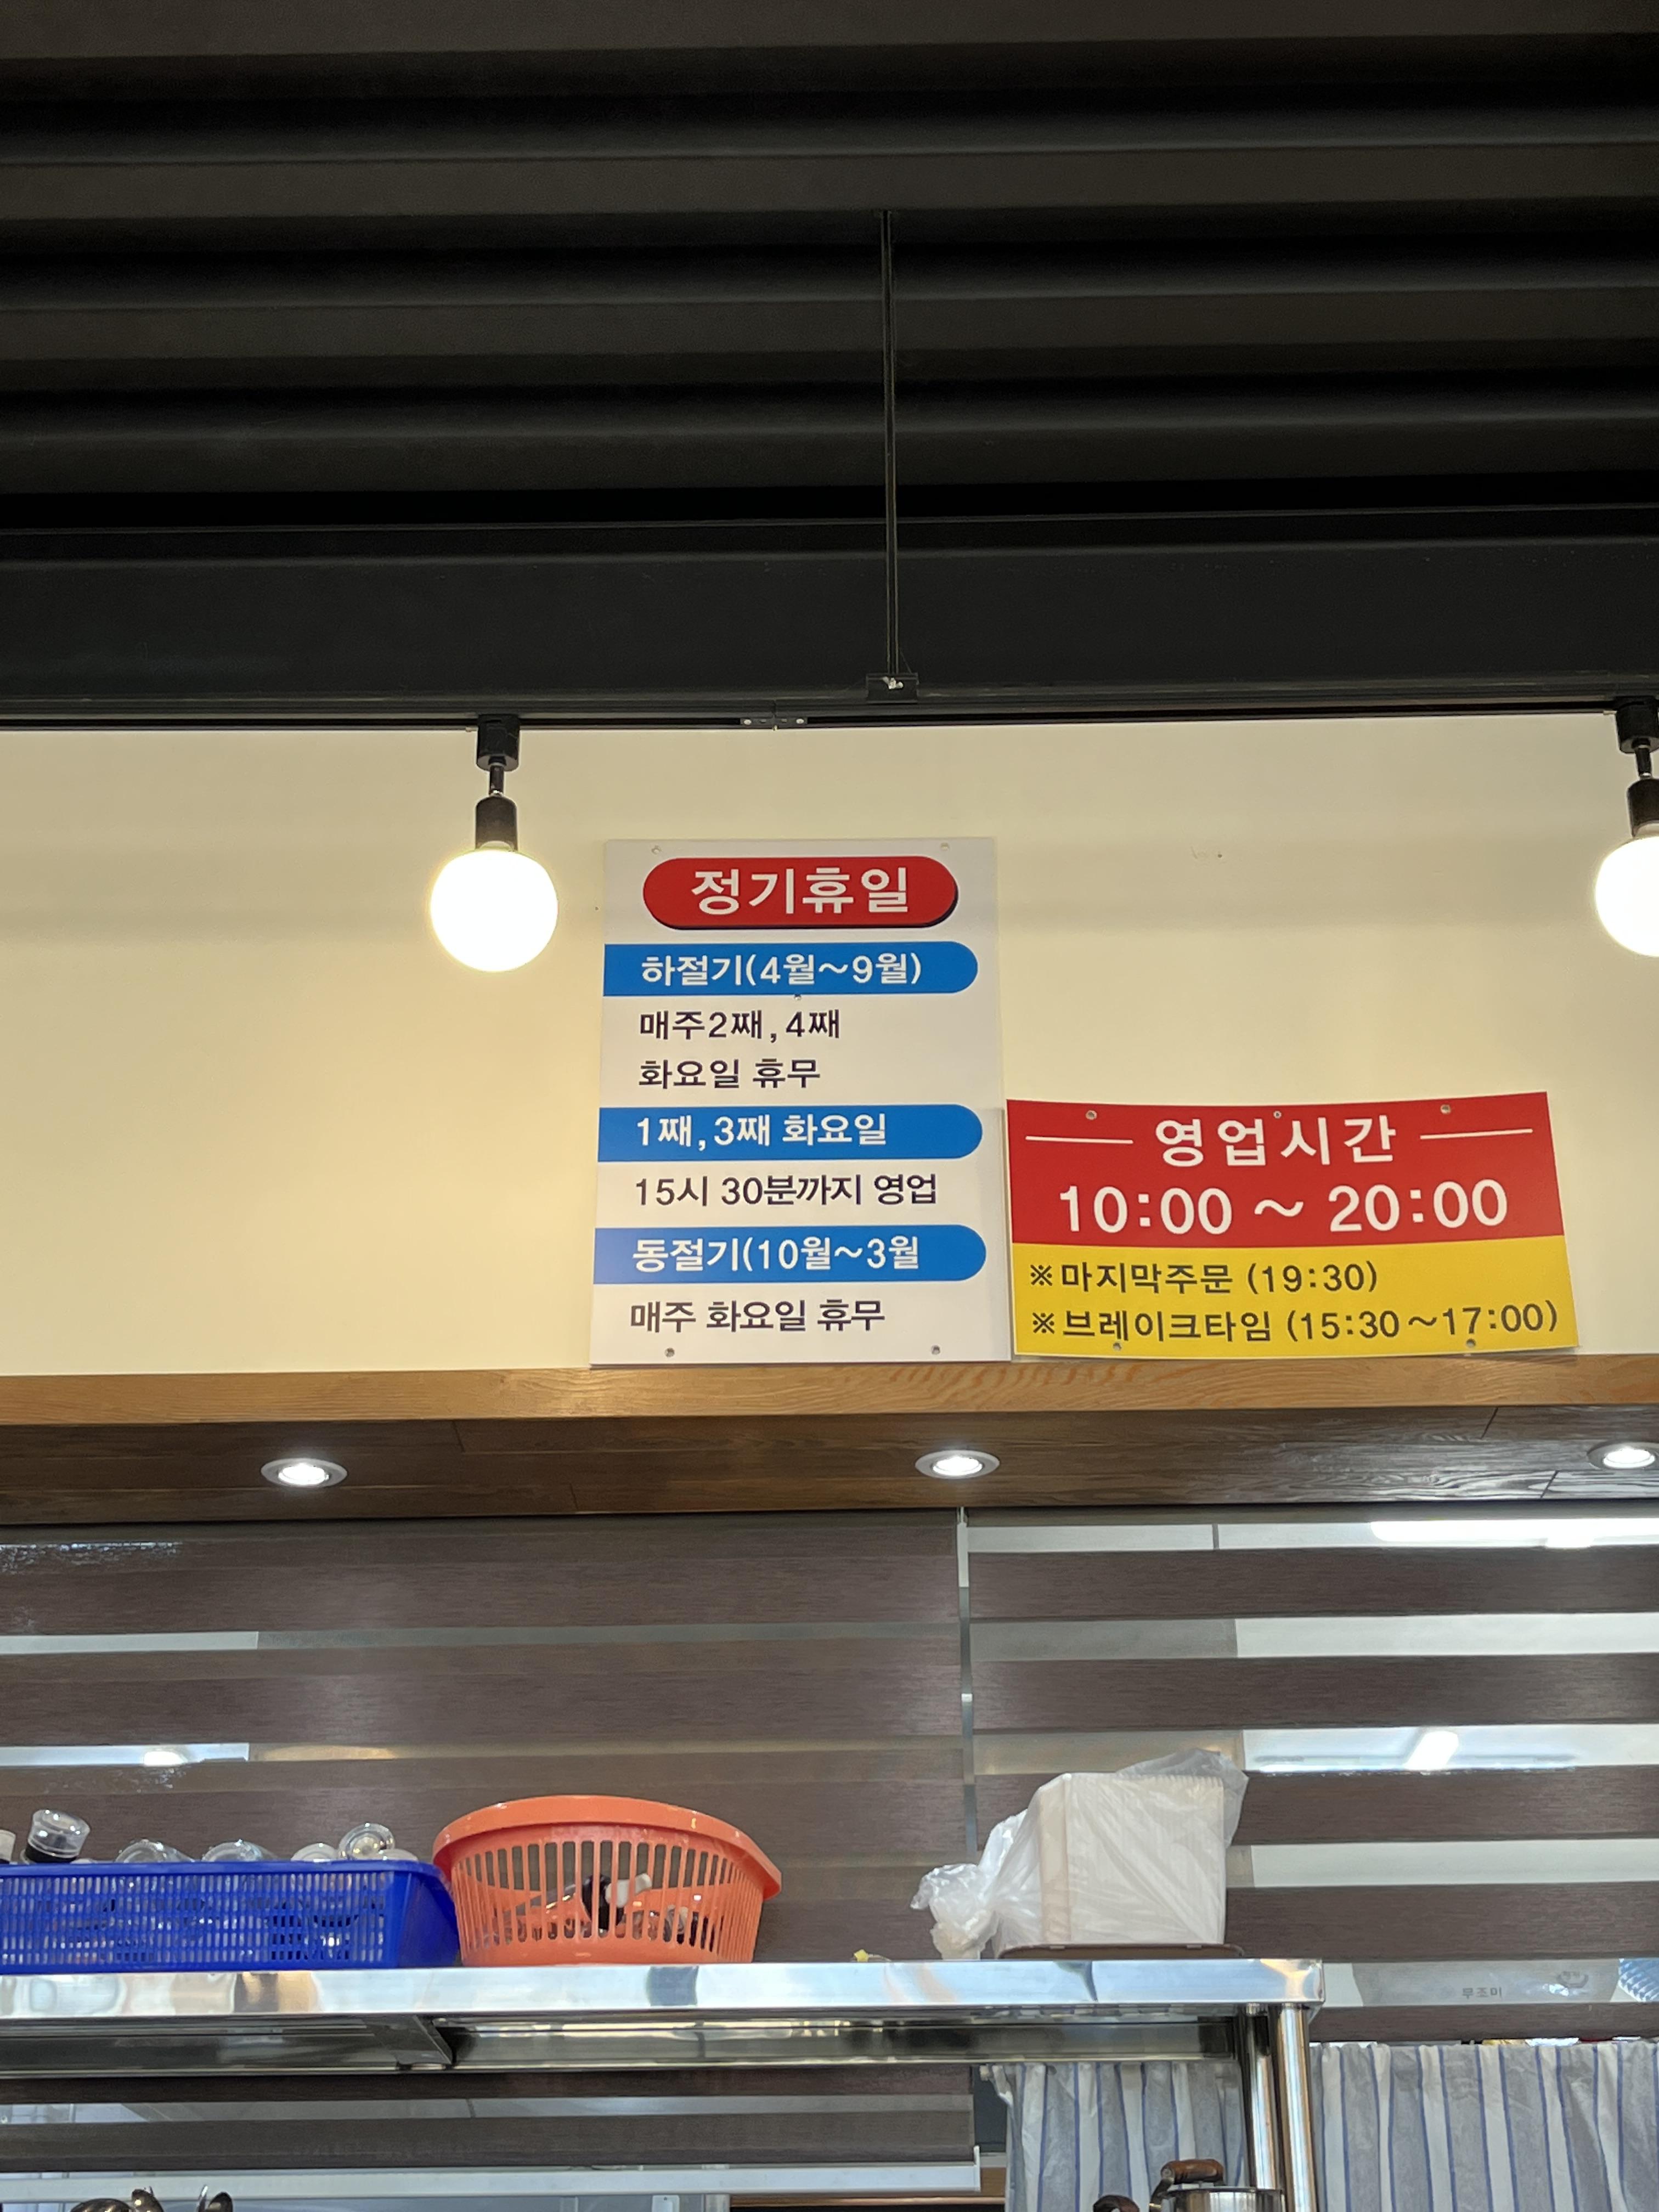 정기휴일
하절기(4월~9월)
매주2째,4째
화요일 휴무
1째,3째 화요일
15시 30분까지 영업
동절기(10월~3월
매주 화요일 휴무
영업시간
10:00 ~ 20:00
※마지막주문 (19:30)
※브레이크타임 (15:30~17:00)
무조미